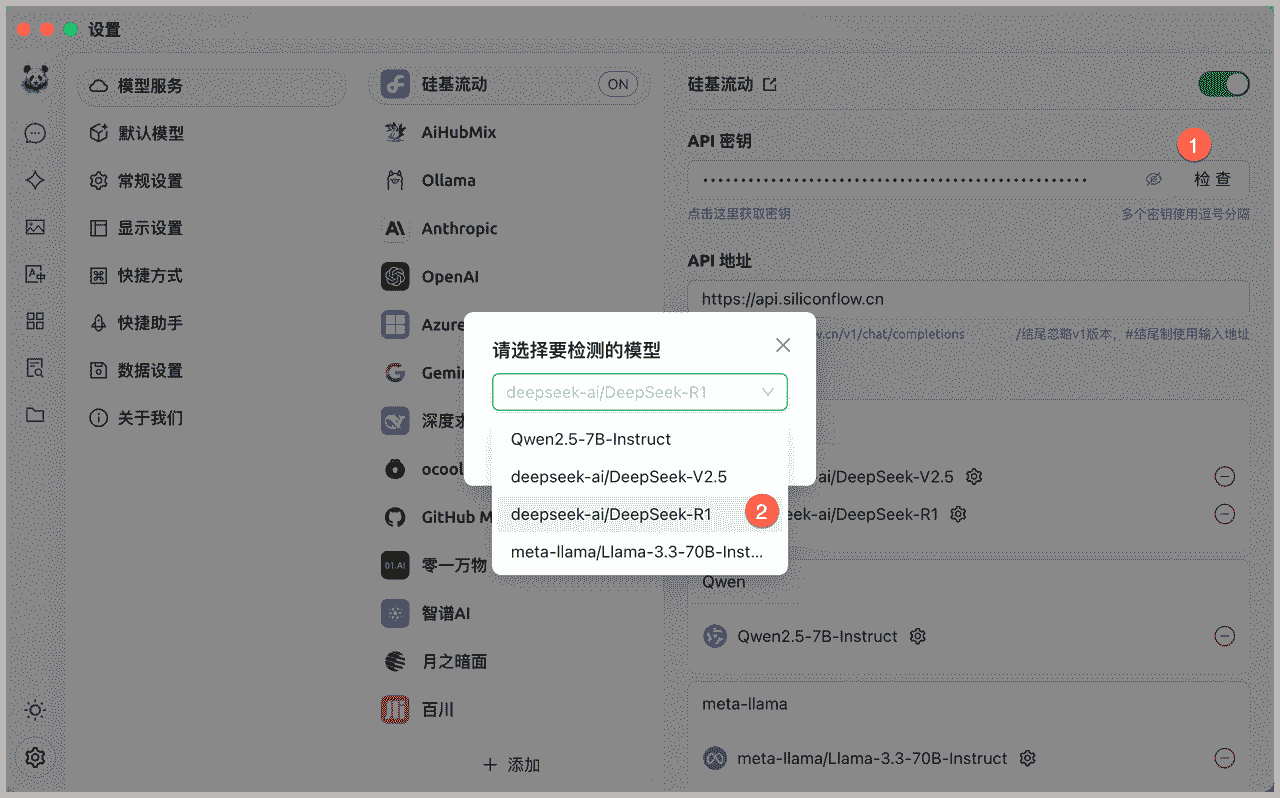 设置
模型服务
默认模型
常规设置
显示设置
快捷方式
快捷助手
数据设置
关于我们
硅基流动 ON
AiHubMix
Ollama
Anthropic
OpenAI
01.AI 零一万物
智谱AI
月之暗面
百川
添加
硅基流动
API 密钥
1
检 查
点击这里获取密钥 多个密钥使用逗号分隔
API 地址
https://api.siliconflow.cn
.cn/v1/chat/completions /结尾忽略v1版本，#结尾制使用输入地址
请选择要检测的模型
deepseek-ai/DeepSeek-R1
Qwen2.5-7B-Instruct
deepseek-ai/DeepSeek-V2.5
deepseek-ai/DeepSeek-R1 2
meta-llama/Llama-3.3-70B-Inst...
ai/DeepSeek-V2.5
ek-ai/DeepSeek-R1
Qwen
Qwen2.5-7B-Instruct
meta-llama
meta-llama/Llama-3.3-70B-Instruct